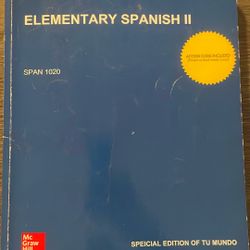 ELEMENTARY SPANISH II
SPAN 1020
Mc
Graw
Hill
SPECIAL EDITION OF TU MUNDO